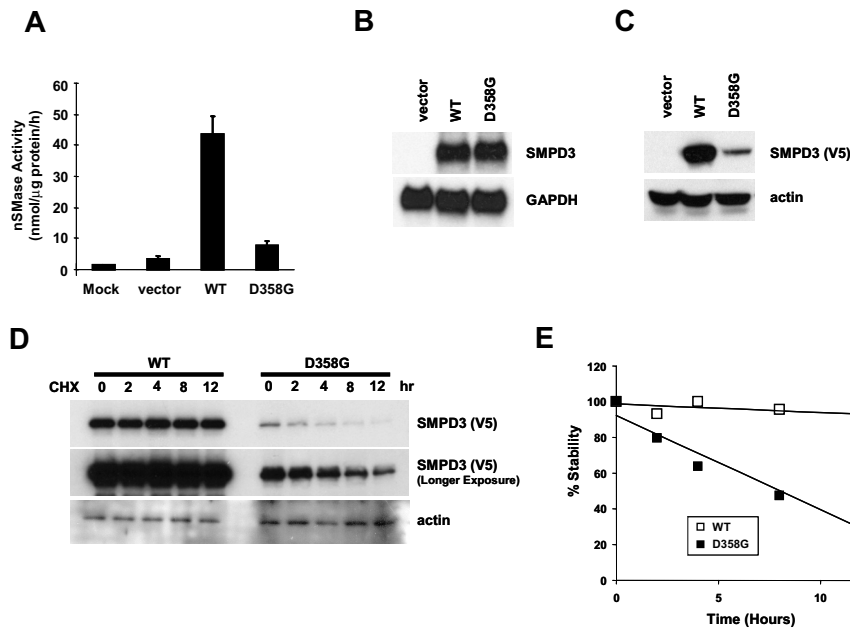 A
nSMase Activity
(nmol/µg protein/h)
60
50
40
30
20
10
0
Mock vector WT D358G
B
vector WT D358G
SMPD3
GAPDH
C
vector WT D358G
SMPD3 (V5)
actin
D
WT D358G
CHX 0 2 4 8 12 0 2 4 8 12 hr
SMPD3 (V5)
SMPD3 (V5)
(Longer Exposure)
actin
E
% Stability
120
100
80
60
40
20
0
WT
D358G
0 5 10
Time (Hours)